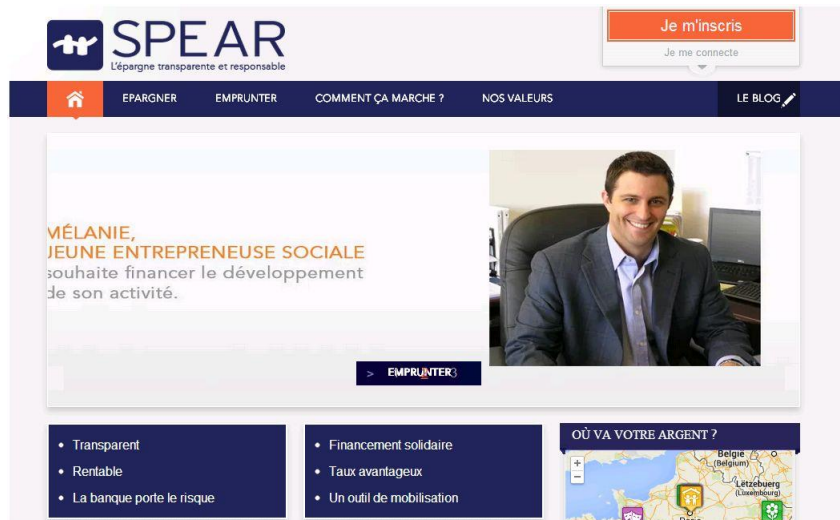 SPEAR
L'épargne transparente et responsable
Je m'inscris
Je me connecte
EPARGNER
EMPRUNTER
COMMENT ÇA MARCHE ?
NOS VALEURS
LE BLOG
MÉLANIE,
JEUNE ENTREPRENEUSE SOCIALE
souhaite financer le développement
de son activité.
> EMPRUNTER 3
• Transparent
• Rentable
• La banque porte le risque
• Financement solidaire
• Taux avantageux
• Un outil de mobilisation
OÙ VA VOTRE ARGENT ?
+
−
België
(Belgium)
Lëtzebuerg
(Luxembourg)